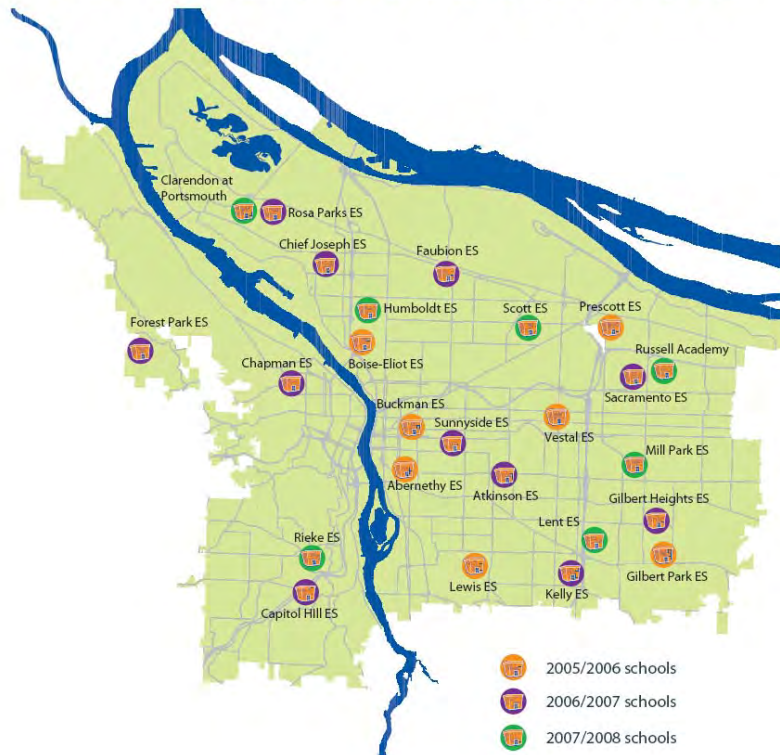 Clarendon at
Portsmouth
Rosa Parks ES
Chief Joseph ES
Faubion ES
Humboldt ES
Scott ES
Prescott ES
Forest Park ES
Boise-Eliot ES
Russell Academy
Chapman ES
Sacramento ES
Buckman ES
Sunnyside ES
Vestal ES
Mill Park ES
Abernethy ES
Atkinson ES
Gilbert Heights ES
Lent ES
Rieke ES
Gilbert Park ES
Lewis ES
Kelly ES
Capitol HIll ES
2005/2006 schools
2006/2007 schools
2007/2008 schools